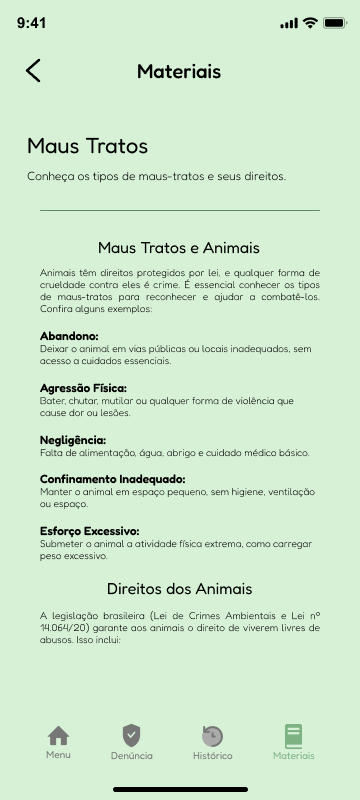 9:41
Materiais
Maus Tratos
Conheça os tipos de maus-tratos e seus direitos.
Maus Tratos e Animais
Animais têm direitos protegidos por lei, e qualquer forma de
crueldade contra eles é crime. É essencial conhecer os tipos
de maus-tratos para reconhecer e ajudar a combatê-los.
Confira alguns exemplos:
Abandono:
Deixar o animal em vias públicas ou locais inadequados, sem
acesso a cuidados essenciais.
Agressão Física:
Bater, chutar, mutilar ou qualquer forma de violência que
cause dor ou lesões.
Negligência:
Falta de alimentação, água, abrigo e cuidado médico básico.
Confinamento Inadequado:
Manter o animal em espaço pequeno, sem higiene, ventilação
ou espaço.
Esforço Excessivo:
Submeter o animal a atividade física extrema, como carregar
peso excessivo.
Direitos dos Animais
A legislação brasileira (Lei de Crimes Ambientais e Lei nº
14.064/20) garante aos animais o direito de viverem livres de
abusos. Isso inclui:
Menu
Denúncia
Histórico
Materiais